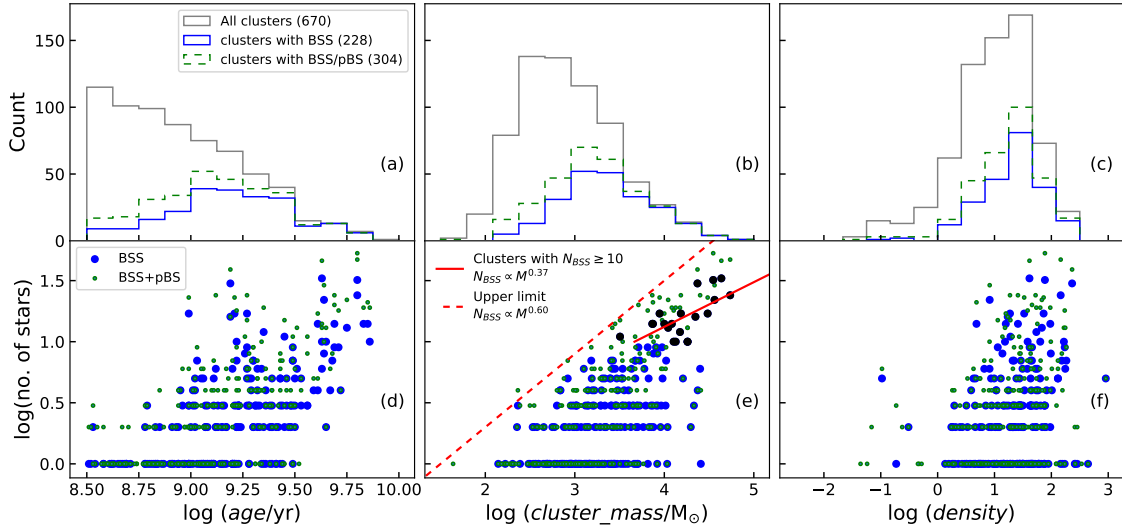 All clusters (670)
clusters with BSS (228)
clusters with BSS/pBS (304)
150
100
50
0
Count
(a)
(b)
(c)
BSS
BSS+pBS
Clusters with N_BSS ≥ 10
N_BSS ∝ M^0.37
Upper limit
N_BSS ∝ M^0.60
1.5
1.0
0.5
0.0
log(no. of stars)
(d)
(e)
(f)
8.50 9.00 9.25 9.50 9.75 10.00
2 3 4 5
−2 −1 0 1 2 3
log (age/yr)
log (cluster_mass/M⊙)
log (density)